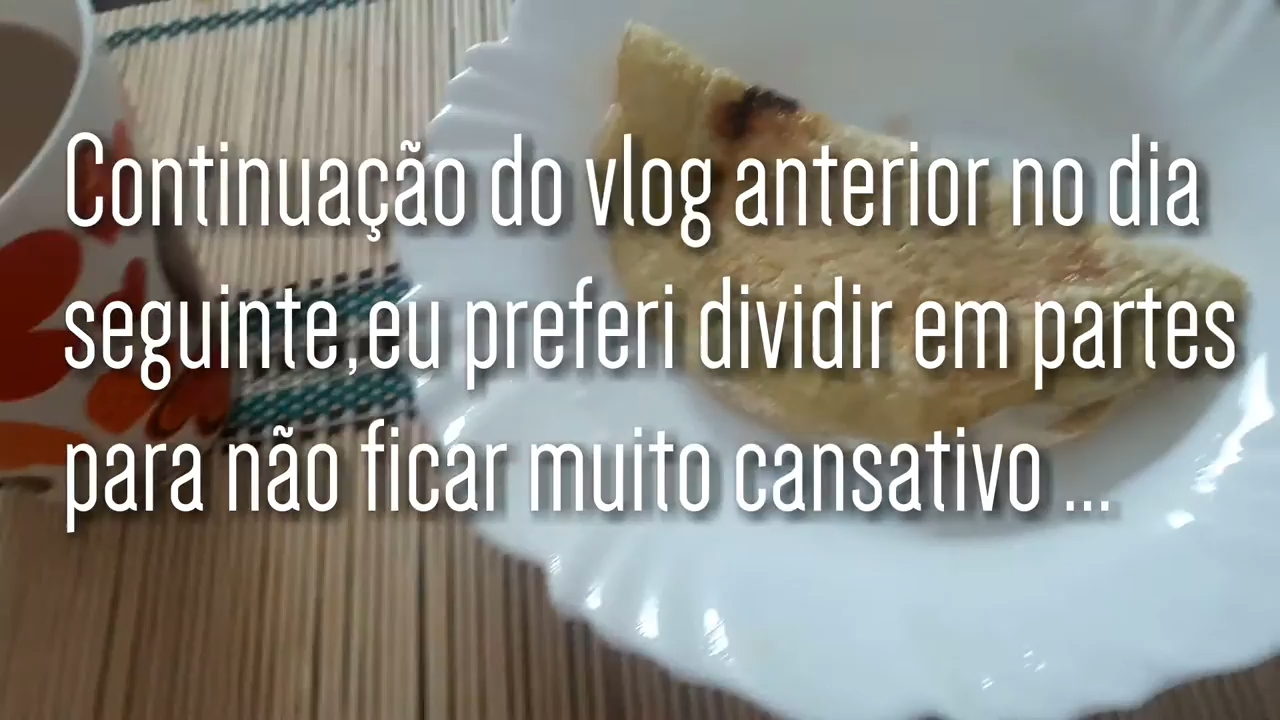 Continuação do vlog anterior no dia
seguinte,eu preferi dividir em partes
para não ficar muito cansativo ...